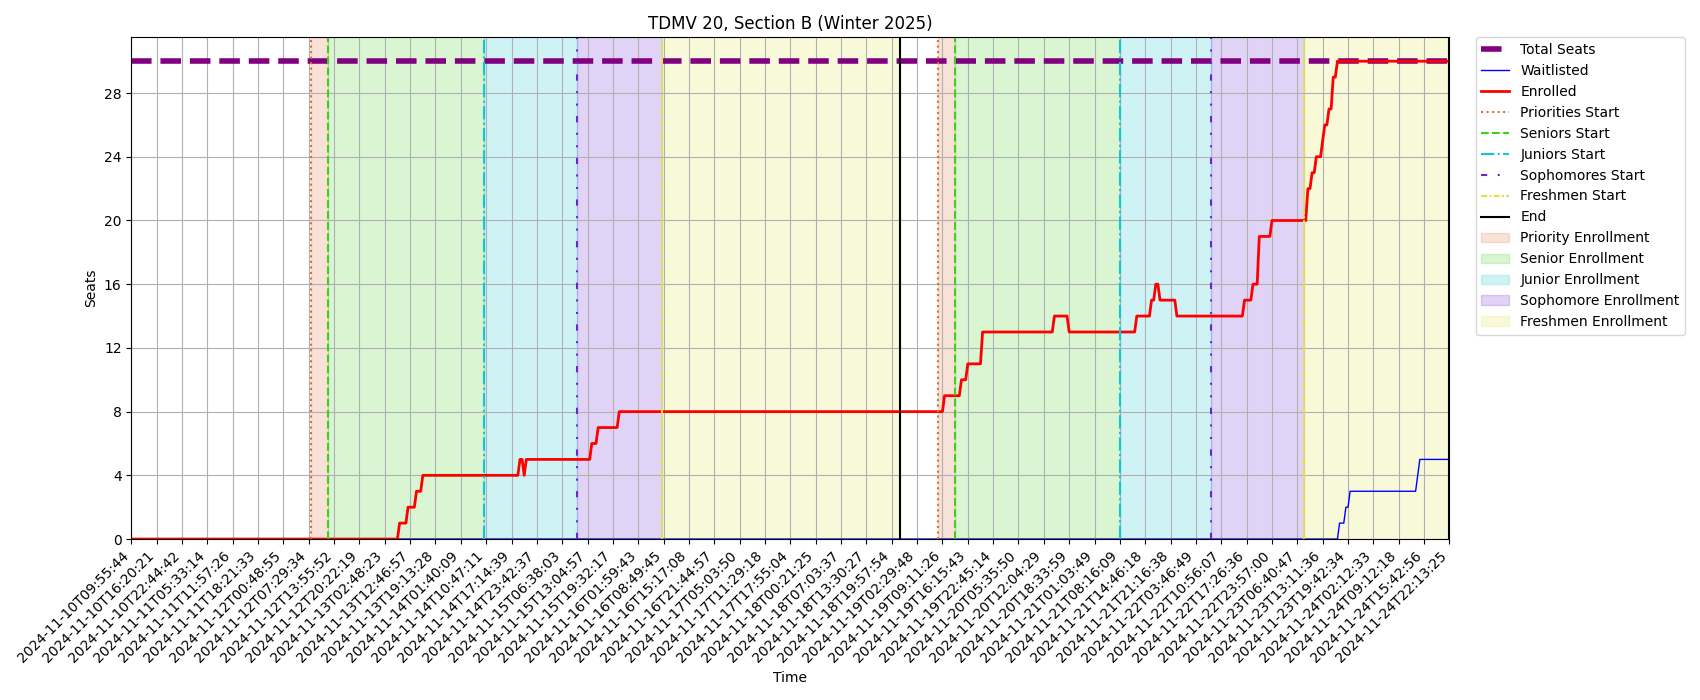 TDMV 20, Section B (Winter 2025)
Total Seats
Waitlisted
Enrolled
Priorities Start
Seniors Start
Juniors Start
Sophomores Start
Freshmen Start
End
Priority Enrollment
Senior Enrollment
Junior Enrollment
Sophomore Enrollment
Freshmen Enrollment
Seats
28
24
20
16
12
8
4
0
2024-11-10T09:55:44
2024-11-10T16:20:21
2024-11-10T22:44:42
2024-11-11T05:33:14
2024-11-11T11:57:26
2024-11-11T18:21:33
2024-11-12T00:48:55
2024-11-12T07:29:34
2024-11-12T13:55:52
2024-11-12T20:22:19
2024-11-13T02:48:23
2024-11-13T12:46:57
2024-11-13T19:13:28
2024-11-14T01:40:09
2024-11-14T10:47:11
2024-11-14T17:14:39
2024-11-14T23:42:37
2024-11-15T06:38:03
2024-11-15T13:04:57
2024-11-15T19:32:17
2024-11-16T01:59:43
2024-11-16T08:49:45
2024-11-16T15:17:08
2024-11-16T21:44:57
2024-11-17T05:03:50
2024-11-17T11:29:18
2024-11-17T17:55:04
2024-11-18T00:21:25
2024-11-18T07:03:37
2024-11-18T13:30:27
2024-11-18T19:57:54
2024-11-19T02:29:48
2024-11-19T09:11:26
2024-11-19T16:15:43
2024-11-19T22:45:14
2024-11-20T05:35:50
2024-11-20T12:04:29
2024-11-20T18:33:59
2024-11-21T01:03:49
2024-11-21T08:16:09
2024-11-21T14:46:18
2024-11-21T21:16:38
2024-11-22T03:46:49
2024-11-22T10:56:07
2024-11-22T17:26:36
2024-11-22T23:57:00
2024-11-23T06:40:47
2024-11-23T13:11:36
2024-11-23T19:42:34
2024-11-24T02:12:33
2024-11-24T09:12:18
2024-11-24T15:42:56
2024-11-24T22:13:25
Time